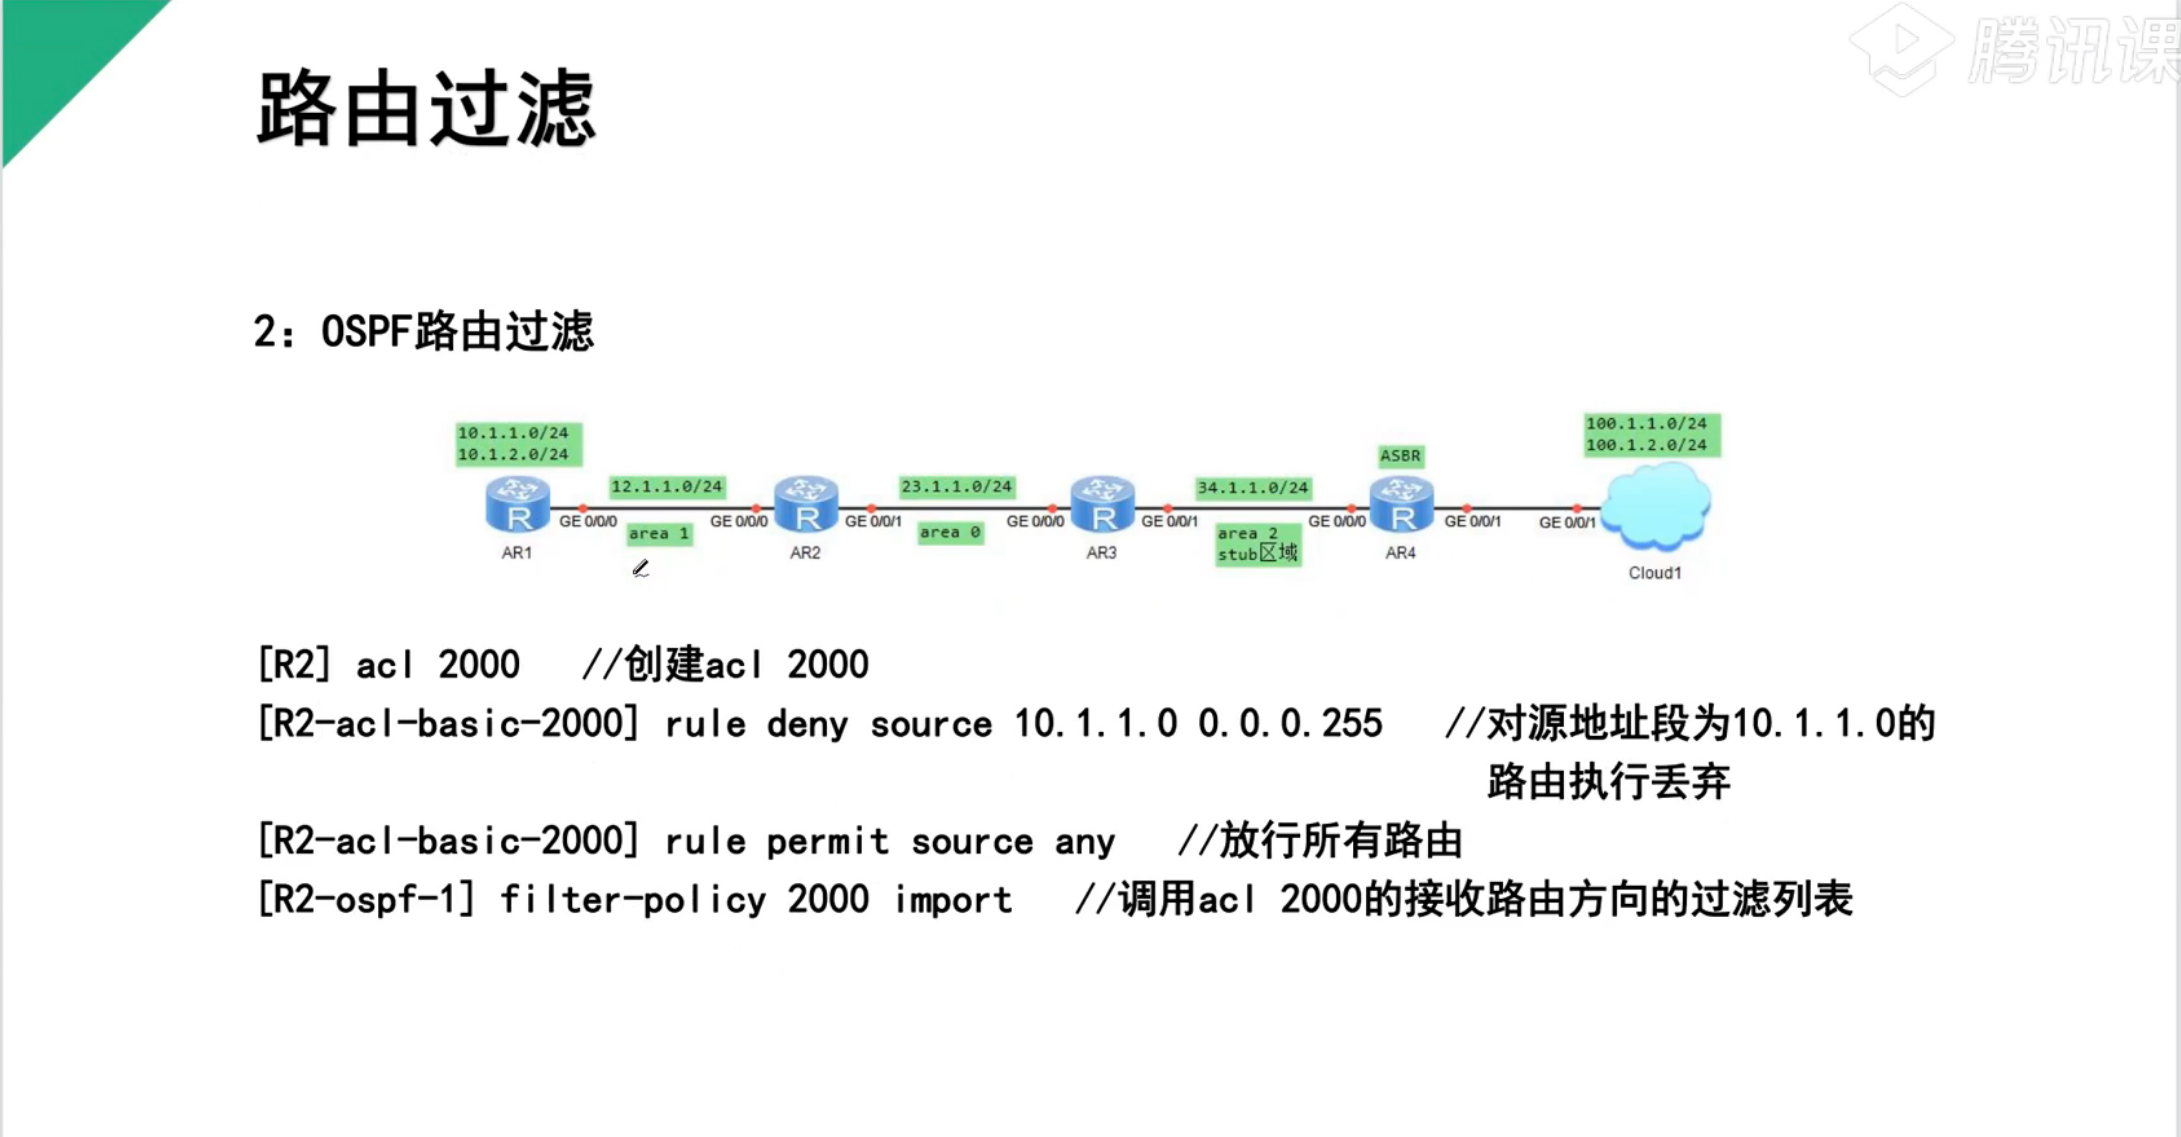 腾讯课
路由过滤
2：OSPF路由过滤
10.1.1.0/24
10.1.2.0/24
100.1.1.0/24
100.1.2.0/24
ASBR
12.1.1.0/24
23.1.1.0/24
34.1.1.0/24
R
R
R
R
GE 0/0/0
GE 0/0/0
GE 0/0/1
GE 0/0/0
GE 0/0/1
GE 0/0/0
GE 0/0/1
GE 0/0/1
area 1
area 0
area 2
stub区域
AR1
AR2
AR3
AR4
Cloud1
[R2] acl 2000 //创建acl 2000
[R2-acl-basic-2000] rule deny source 10.1.1.0 0.0.0.255 //对源地址段为10.1.1.0的
路由执行丢弃
[R2-acl-basic-2000] rule permit source any //放行所有路由
[R2-ospf-1] filter-policy 2000 import //调用acl 2000的接收路由方向的过滤列表